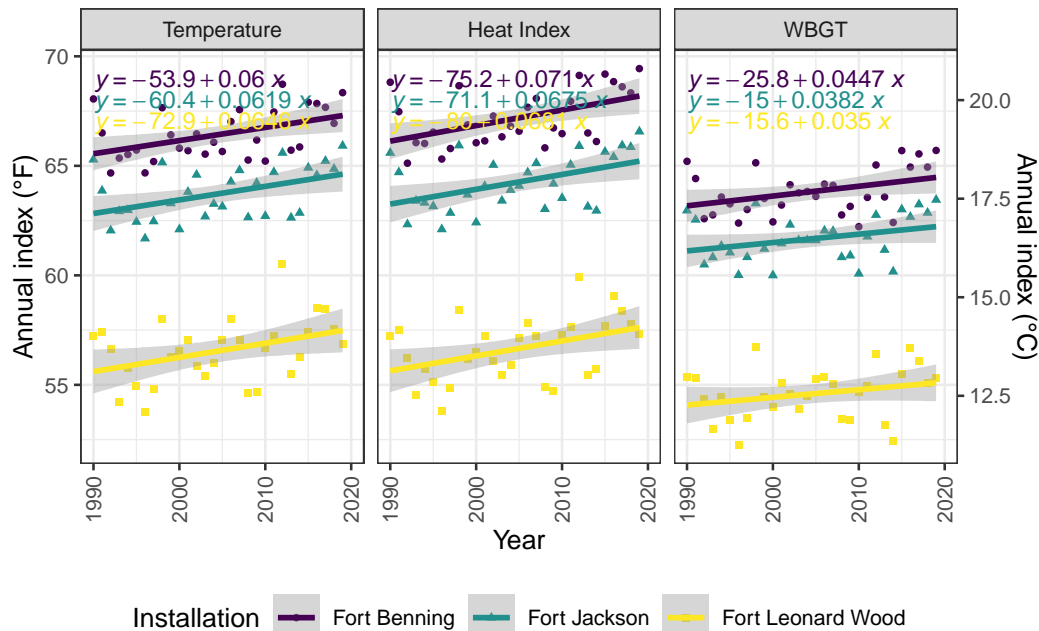 Temperature
Heat Index
WBGT
y = −53.9 + 0.06 x
y = −60.4 + 0.0619 x
y = −72.9 + 0.0646 x
y = −75.2 + 0.071 x
y = −71.1 + 0.0675 x
y = −80 + 0.0681 x
y = −25.8 + 0.0447 x
y = −15 + 0.0382 x
y = −15.6 + 0.035 x
Annual index (°F)
70
65
60
55
20.0
17.5
15.0
12.5
Annual index (°C)
1990
2000
2010
2020
1990
2000
2010
2020
1990
2000
2010
2020
Year
Installation Fort Benning Fort Jackson Fort Leonard Wood